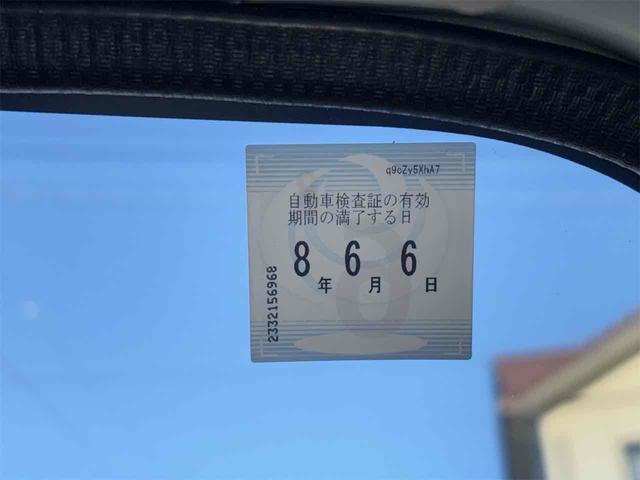 q9oZy5XhA7
自動車検査証の有効
期間の満了する日
8年6月6日
2332156968